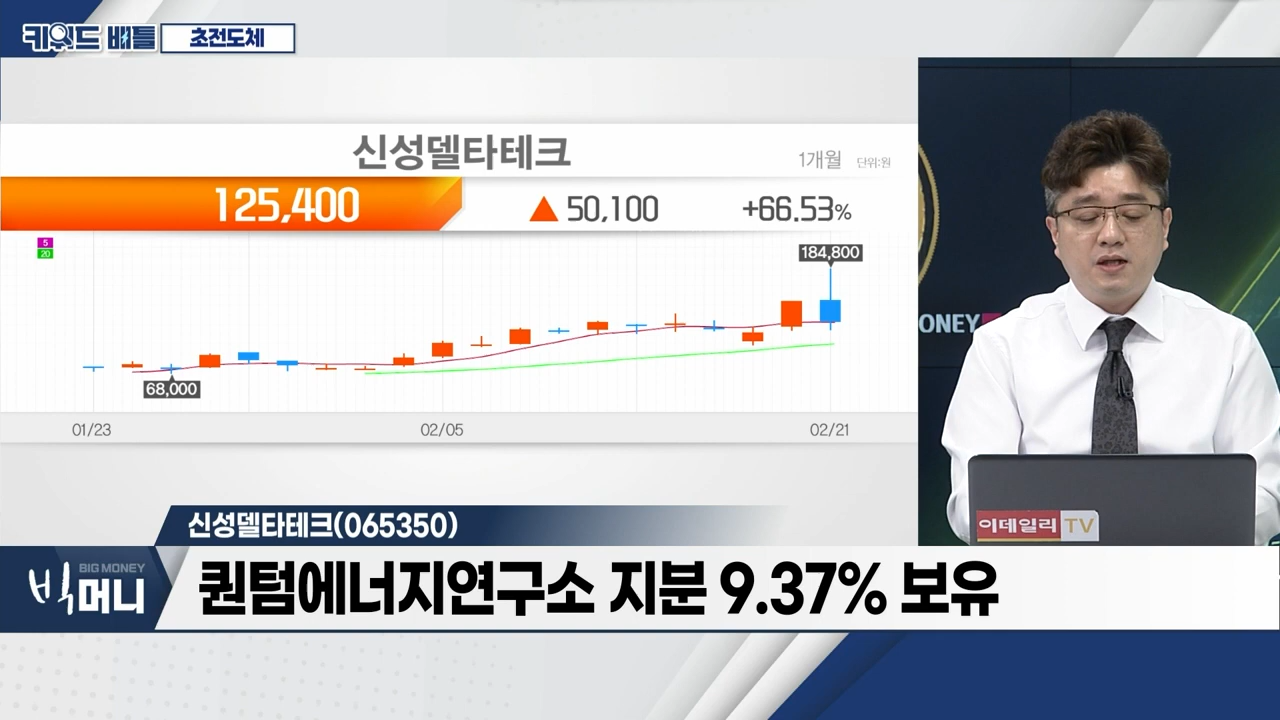 키워드 배틀 초전도체
신성델타테크
1개월 단위:원
125,400 ▲ 50,100 +66.53%
5
20
184,800
68,000
01/23 02/05 02/21
ONEY
이데일리 TV
신성델타테크(065350)
BIG MONEY
빅머니
퀀텀에너지연구소 지분 9.37% 보유